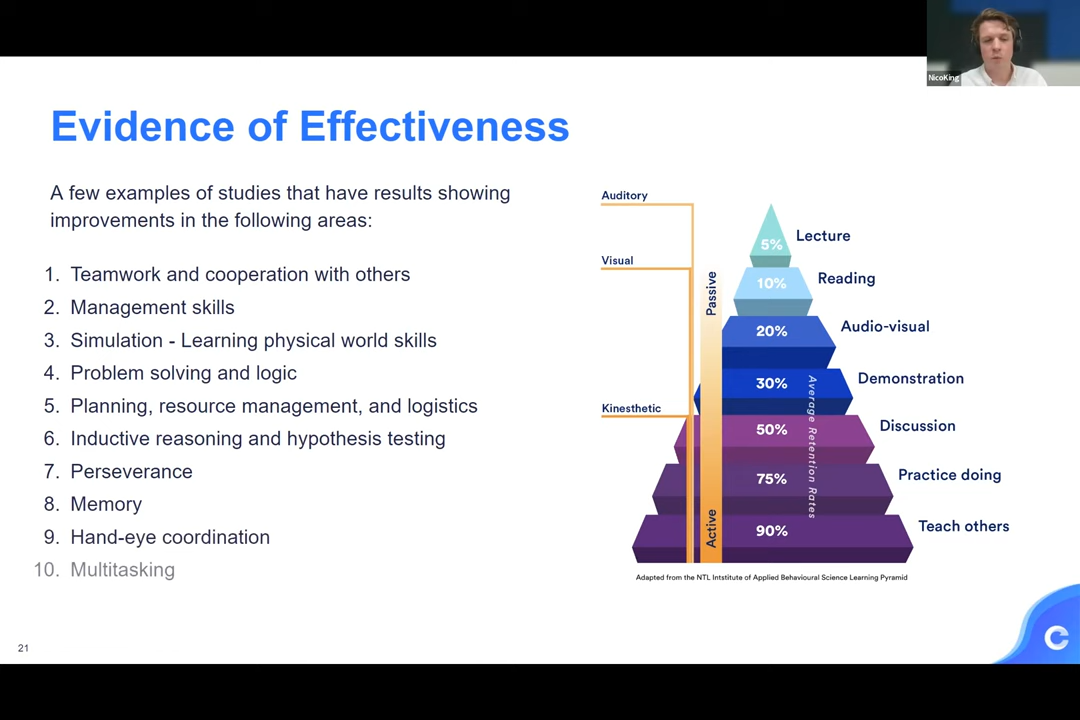 NicoKing
Evidence of Effectiveness
A few examples of studies that have results showing
improvements in the following areas:
1. Teamwork and cooperation with others
2. Management skills
3. Simulation - Learning physical world skills
4. Problem solving and logic
5. Planning, resource management, and logistics
6. Inductive reasoning and hypothesis testing
7. Perseverance
8. Memory
9. Hand-eye coordination
10. Multitasking
Auditory
Visual
Kinesthetic
Passive
Active
5% Lecture
10% Reading
20% Audio-visual
30% Demonstration
50% Discussion
75% Practice doing
90% Teach others
Average Retention Rates
Adapted from the NTL Intstitute of Applied Behavioural Science Learning Pyramid
21